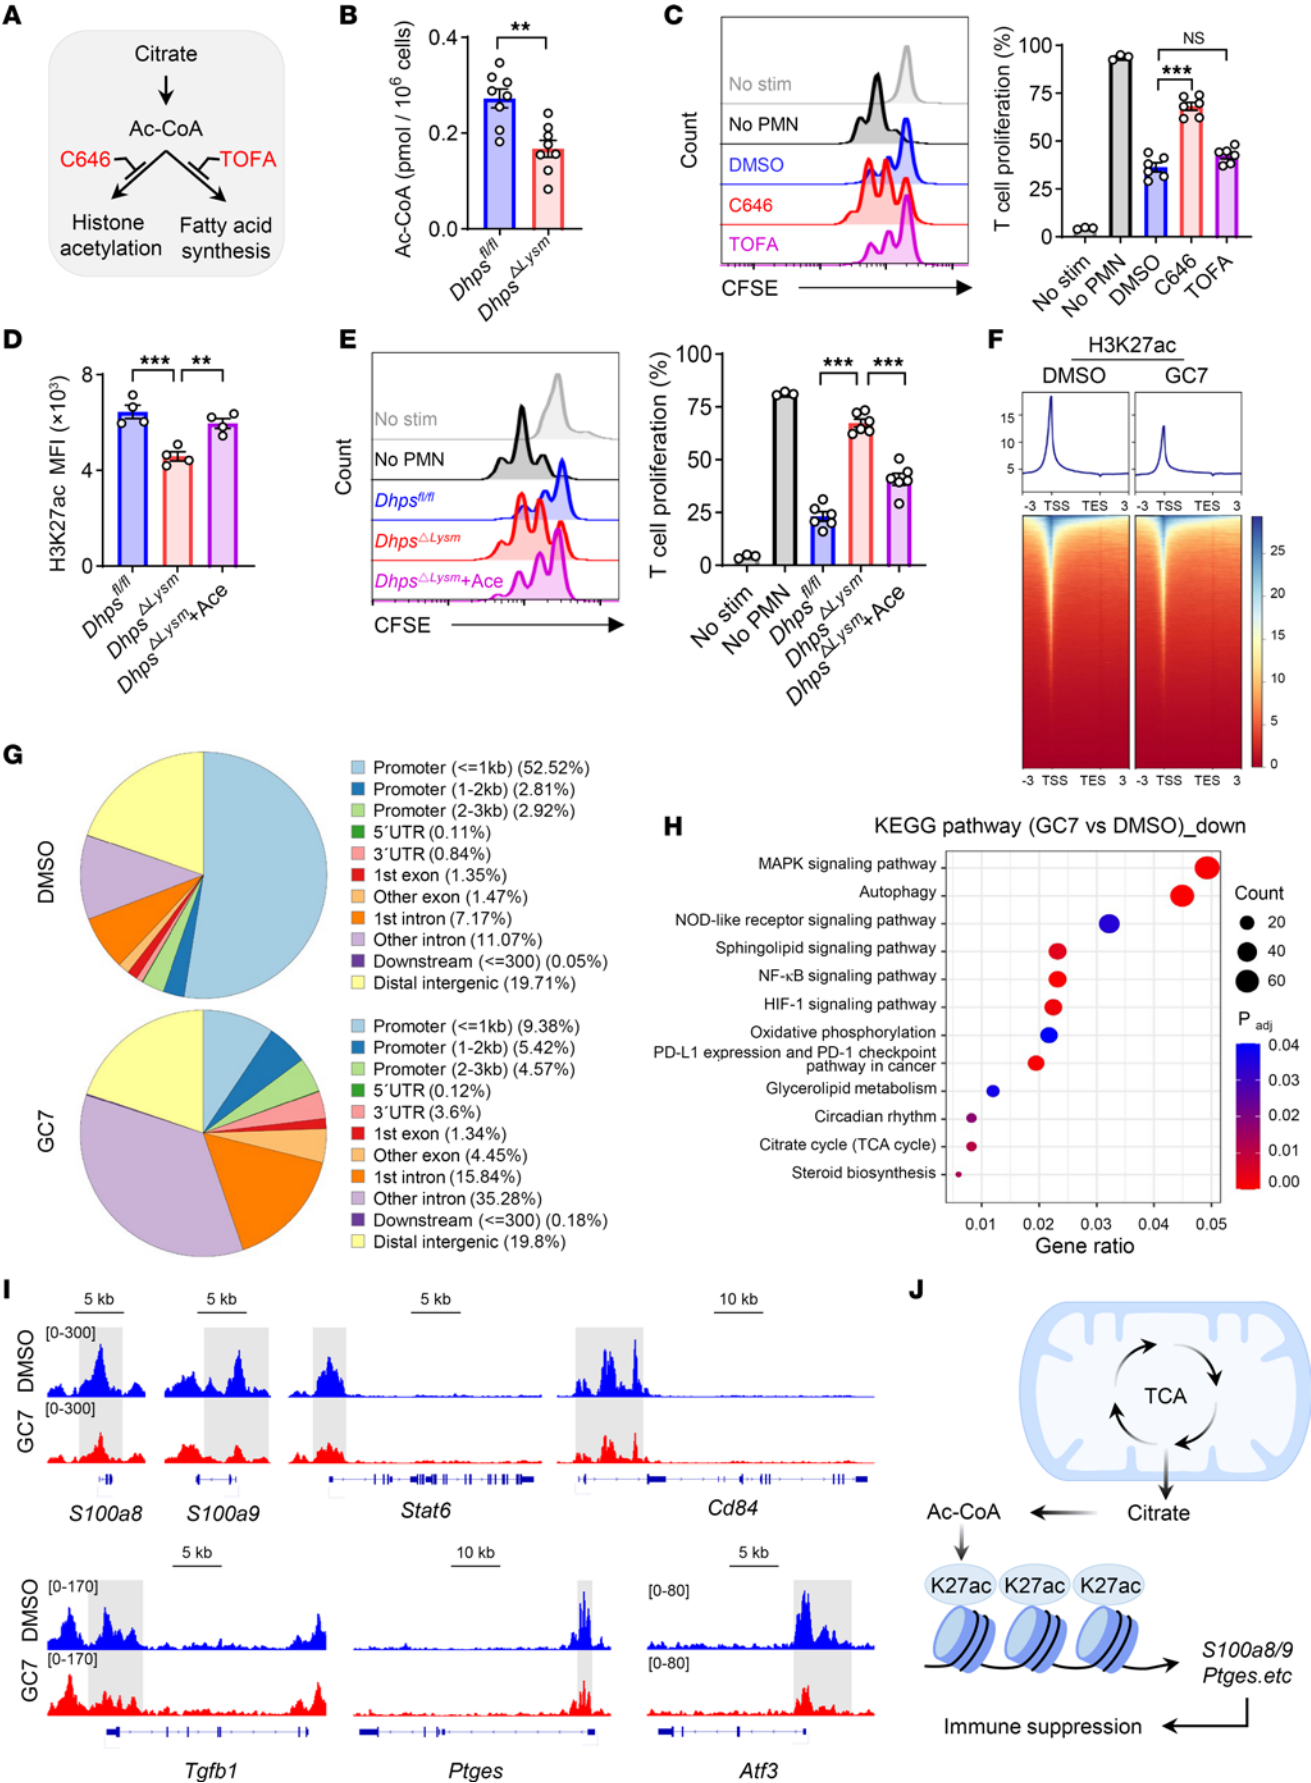 A
Citrate
Ac-CoA
C646
TOFA
Histone
acetylation
Fatty acid
synthesis
B
Ac-CoA (pmol / 10⁶ cells)
0.4
0.2
0.0
**
Dhps^fl/fl
Dhps^△Lysm
C
Count
No stim
No PMN
DMSO
C646
TOFA
CFSE
T cell proliferation (%)
100
75
50
25
0
NS
***
No stim
No PMN
DMSO
C646
TOFA
D
H3K27ac MFI (×10³)
8
4
0
***
**
Dhps^fl/fl
Dhps^△Lysm
Dhps^△Lysm+Ace
E
Count
No stim
No PMN
Dhps^fl/fl
Dhps^△Lysm
Dhps^△Lysm+Ace
CFSE
T cell proliferation (%)
100
75
50
25
0
***
***
No stim
No PMN
Dhps^fl/fl
Dhps^△Lysm
Dhps^△Lysm+Ace
F
H3K27ac
DMSO
GC7
15
10
5
-3 TSS TES 3
-3 TSS TES 3
25
20
15
10
5
0
-3 TSS TES 3
-3 TSS TES 3
G
DMSO
Promoter (<=1kb) (52.52%)
Promoter (1-2kb) (2.81%)
Promoter (2-3kb) (2.92%)
5´UTR (0.11%)
3´UTR (0.84%)
1st exon (1.35%)
Other exon (1.47%)
1st intron (7.17%)
Other intron (11.07%)
Downstream (<=300) (0.05%)
Distal intergenic (19.71%)
GC7
Promoter (<=1kb) (9.38%)
Promoter (1-2kb) (5.42%)
Promoter (2-3kb) (4.57%)
5´UTR (0.12%)
3´UTR (3.6%)
1st exon (1.34%)
Other exon (4.45%)
1st intron (15.84%)
Other intron (35.28%)
Downstream (<=300) (0.18%)
Distal intergenic (19.8%)
H
KEGG pathway (GC7 vs DMSO)_down
MAPK signaling pathway
Autophagy
NOD-like receptor signaling pathway
Sphingolipid signaling pathway
NF-κB signaling pathway
HIF-1 signaling pathway
Oxidative phosphorylation
PD-L1 expression and PD-1 checkpoint
pathway in cancer
Glycerolipid metabolism
Circadian rhythm
Citrate cycle (TCA cycle)
Steroid biosynthesis
0.01 0.02 0.03 0.04 0.05
Gene ratio
Count
20
40
60
P adj
0.04
0.03
0.02
0.01
0.00
I
5 kb
5 kb
5 kb
10 kb
DMSO
[0-300]
GC7
[0-300]
S100a8
S100a9
Stat6
Cd84
5 kb
10 kb
5 kb
DMSO
[0-170]
[0-80]
GC7
[0-170]
[0-80]
Tgfb1
Ptges
Atf3
J
TCA
Ac-CoA
Citrate
K27ac
K27ac
K27ac
S100a8/9
Ptges.etc
Immune suppression